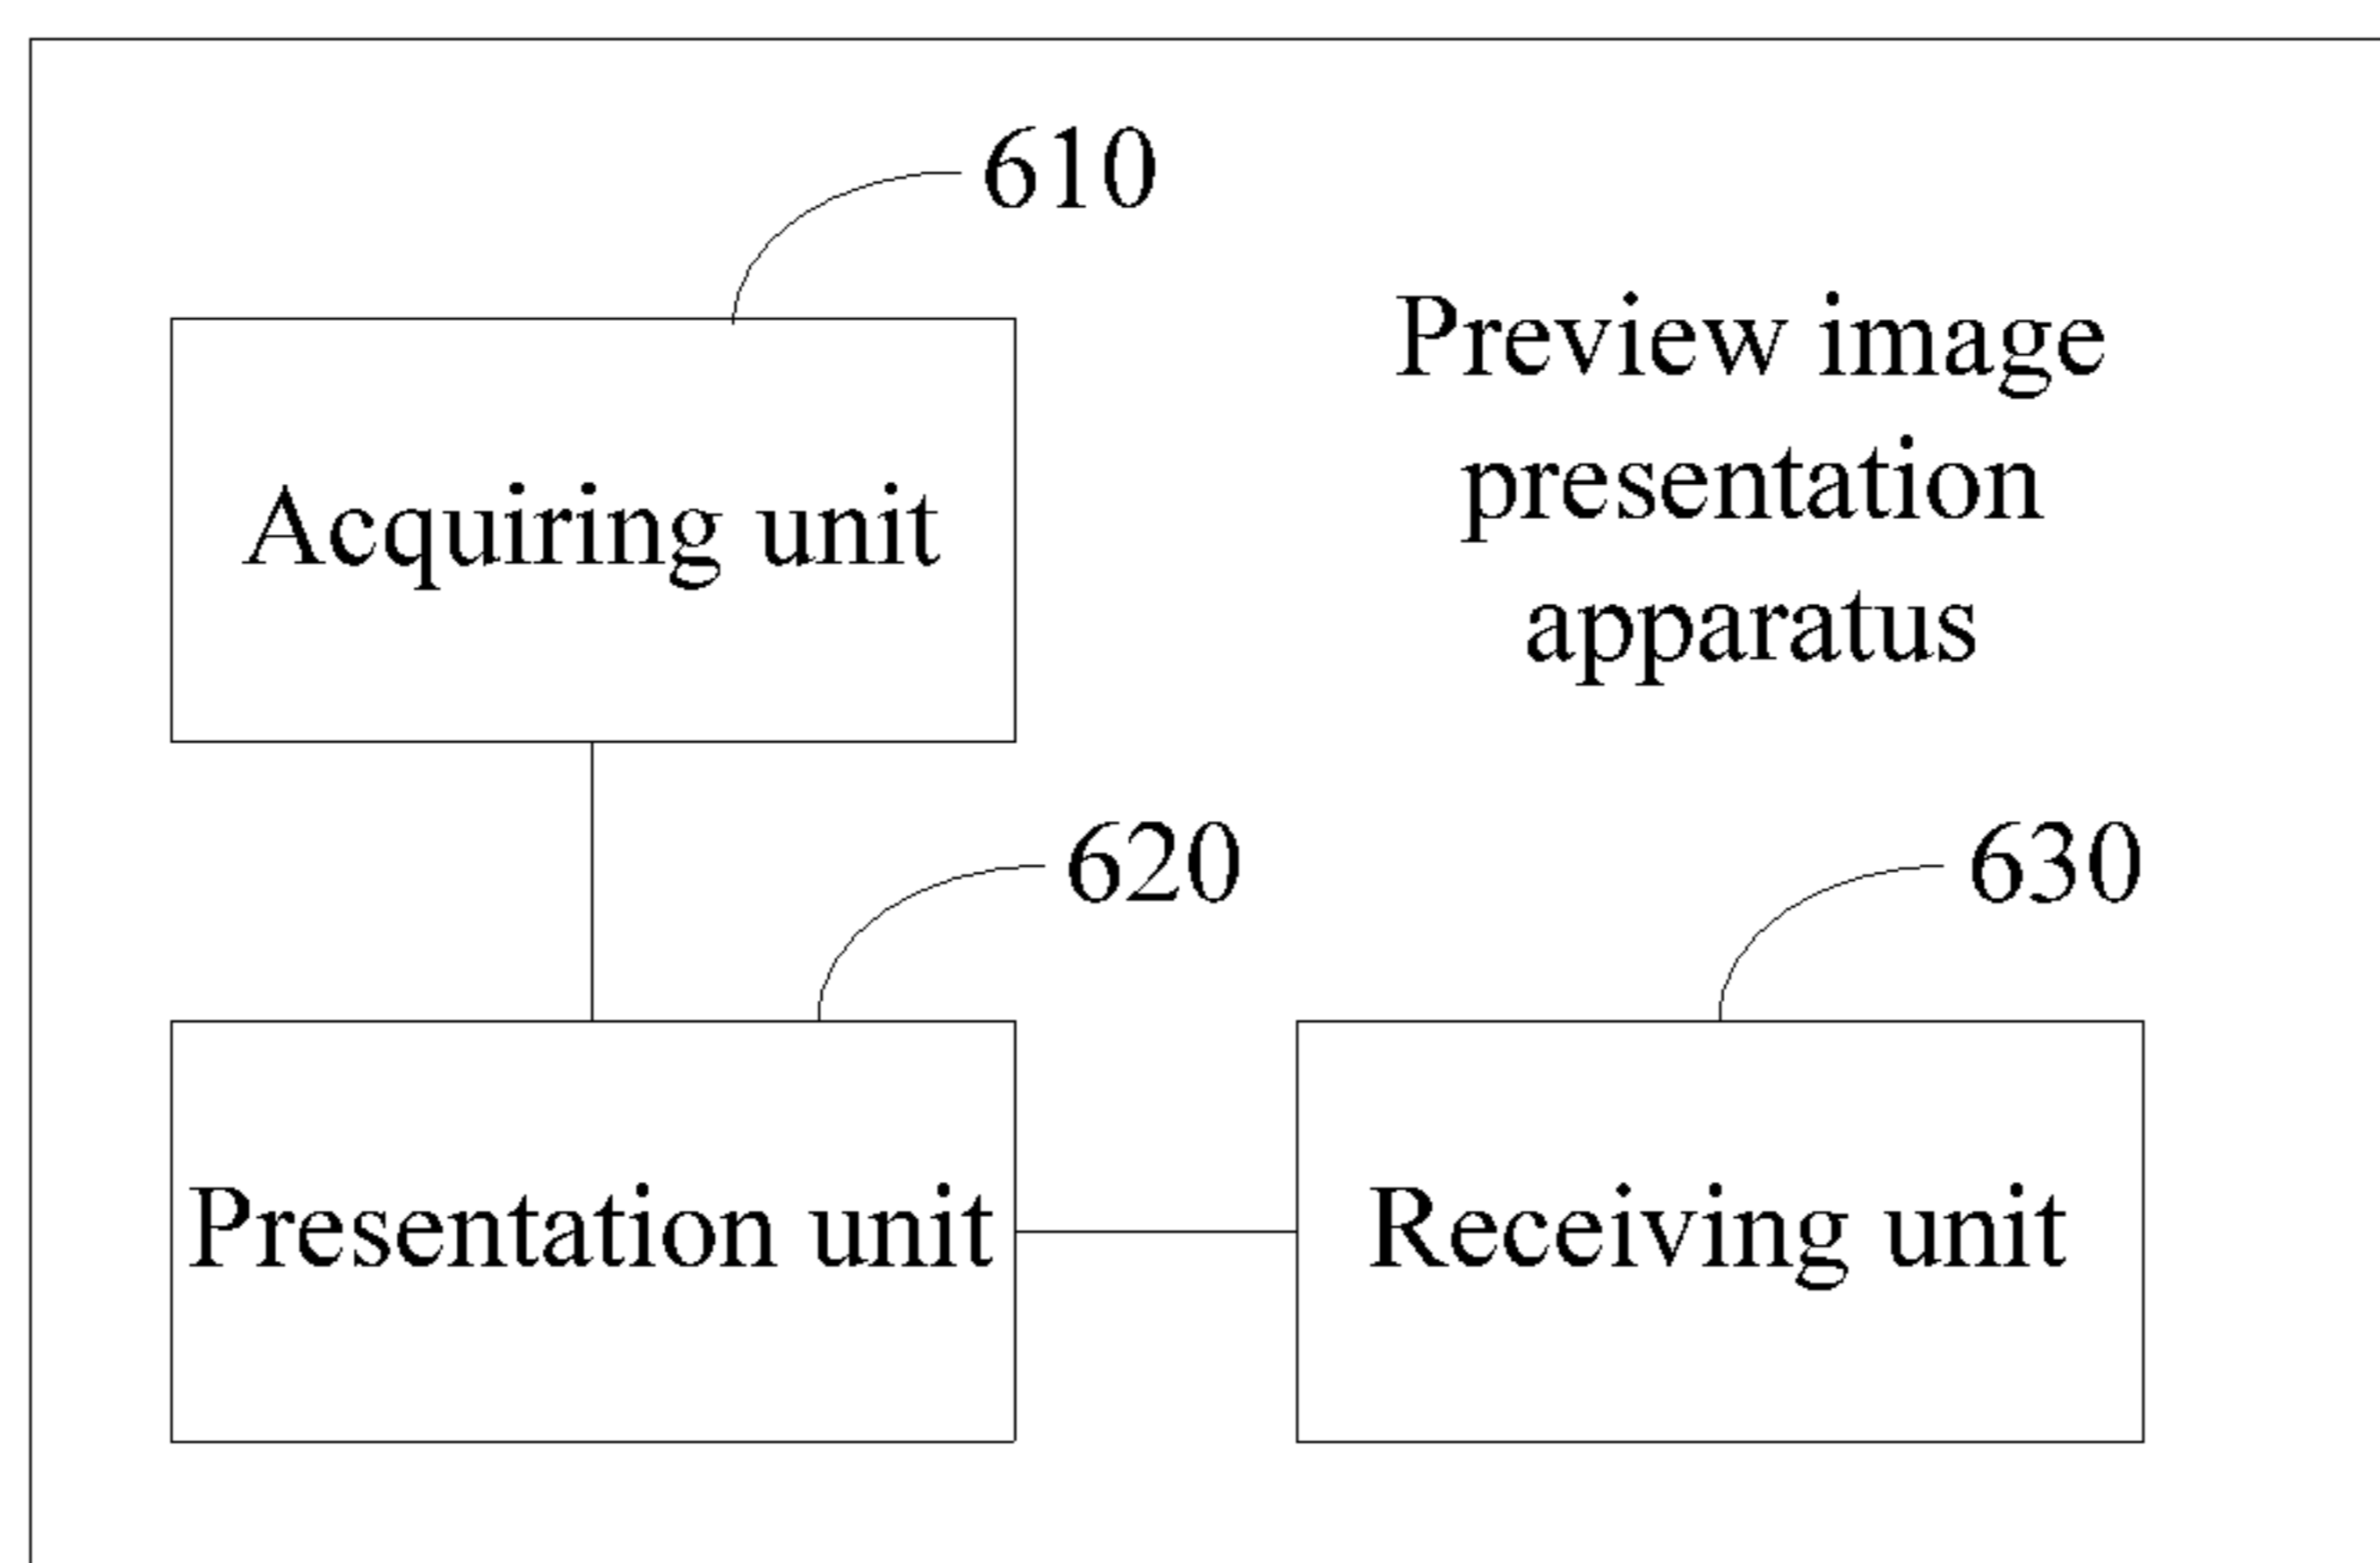 610
Preview image
presentation
apparatus
Acquiring unit
620
630
Presentation unit
Receiving unit